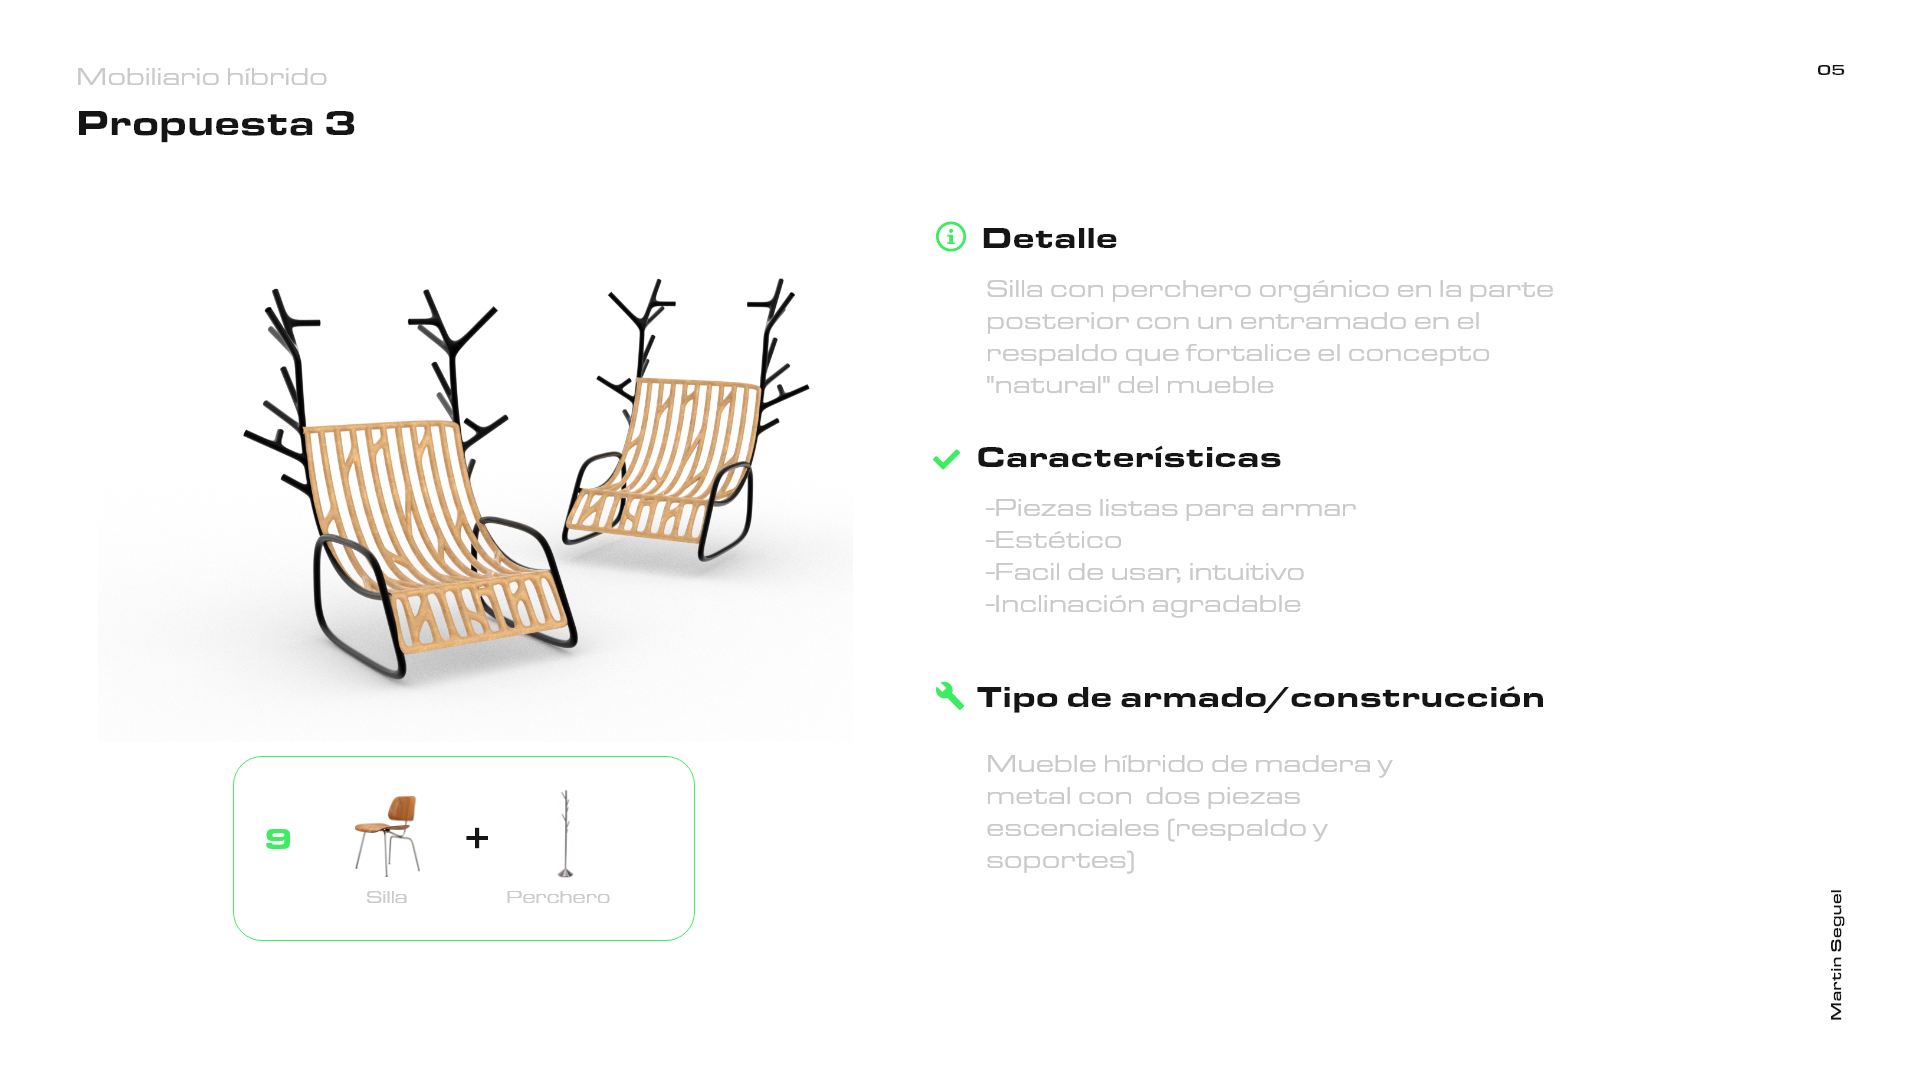 Mobiliario híbrido
05
Propuesta 3
Detalle
Silla con perchero orgánico en la parte
posterior con un entramado en el
respaldo que fortalice el concepto
"natural" del mueble
Características
-Piezas listas para armar
-Estético
-Facil de usar, intuitivo
-Inclinación agradable
Tipo de armado/construcción
Mueble híbrido de madera y
metal con  dos piezas
escenciales (respaldo y
soportes)
9
+
Silla
Perchero
Martin Seguel